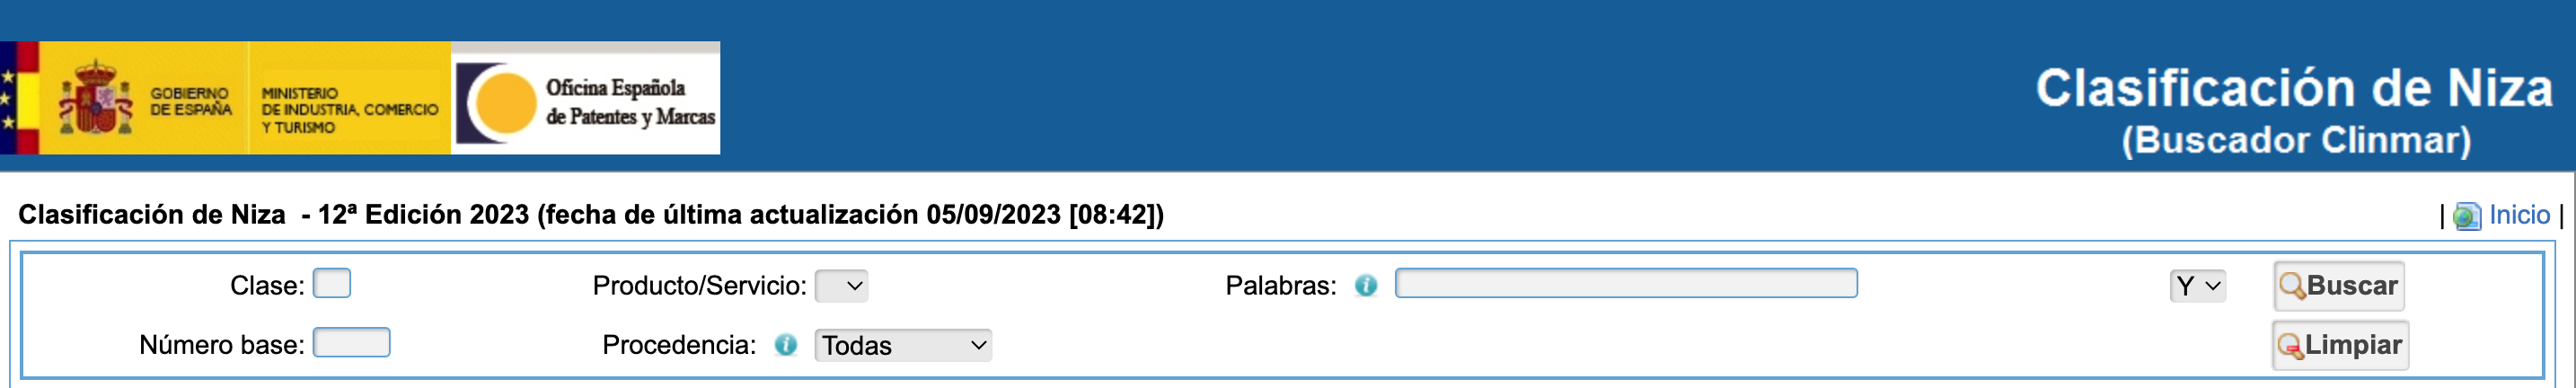 GOBIERNO
DE ESPAÑA
MINISTERIO
DE INDUSTRIA, COMERCIO
Y TURISMO
Oficina Española
de Patentes y Marcas
Clasificación de Niza
(Buscador Clinmar)
Clasificación de Niza - 12ª Edición 2023 (fecha de última actualización 05/09/2023 [08:42])
| Inicio |
Clase: Producto/Servicio: Palabras: Y Buscar
Número base: Procedencia: Todas Limpiar